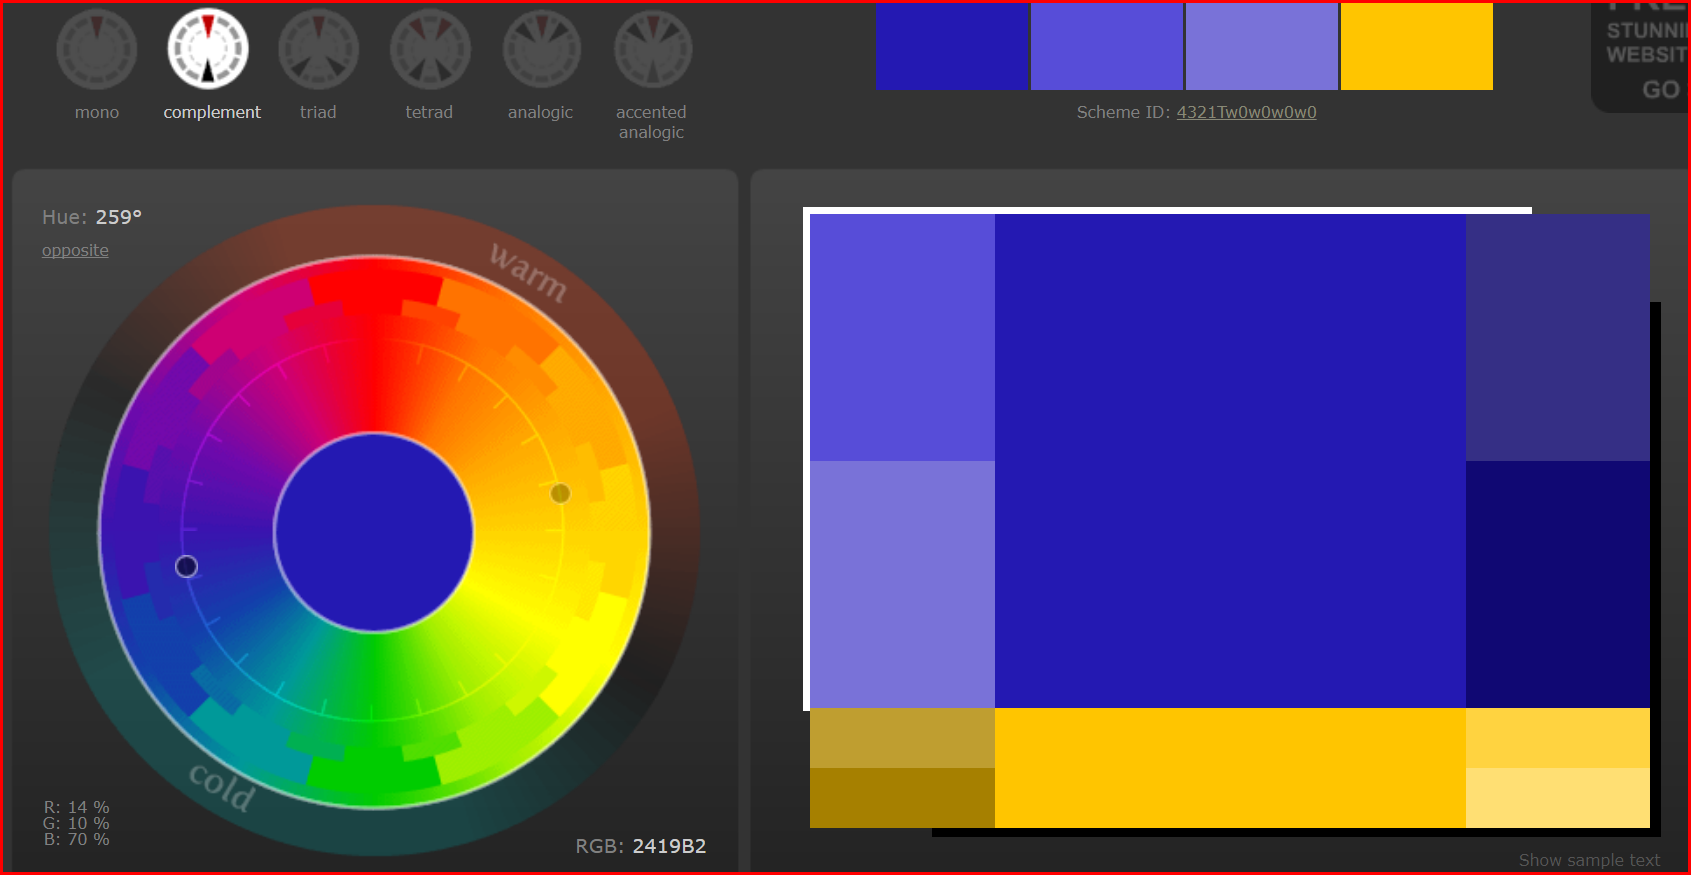 STUNNI
WEBSIT
GO
mono
complement
triad
tetrad
analogic
accented
analogic
Scheme ID: 4321Tw0w0w0w0
Hue: 259°
opposite
warm
cold
R: 14 %
G: 10 %
B: 70 %
RGB: 2419B2
Show sample text